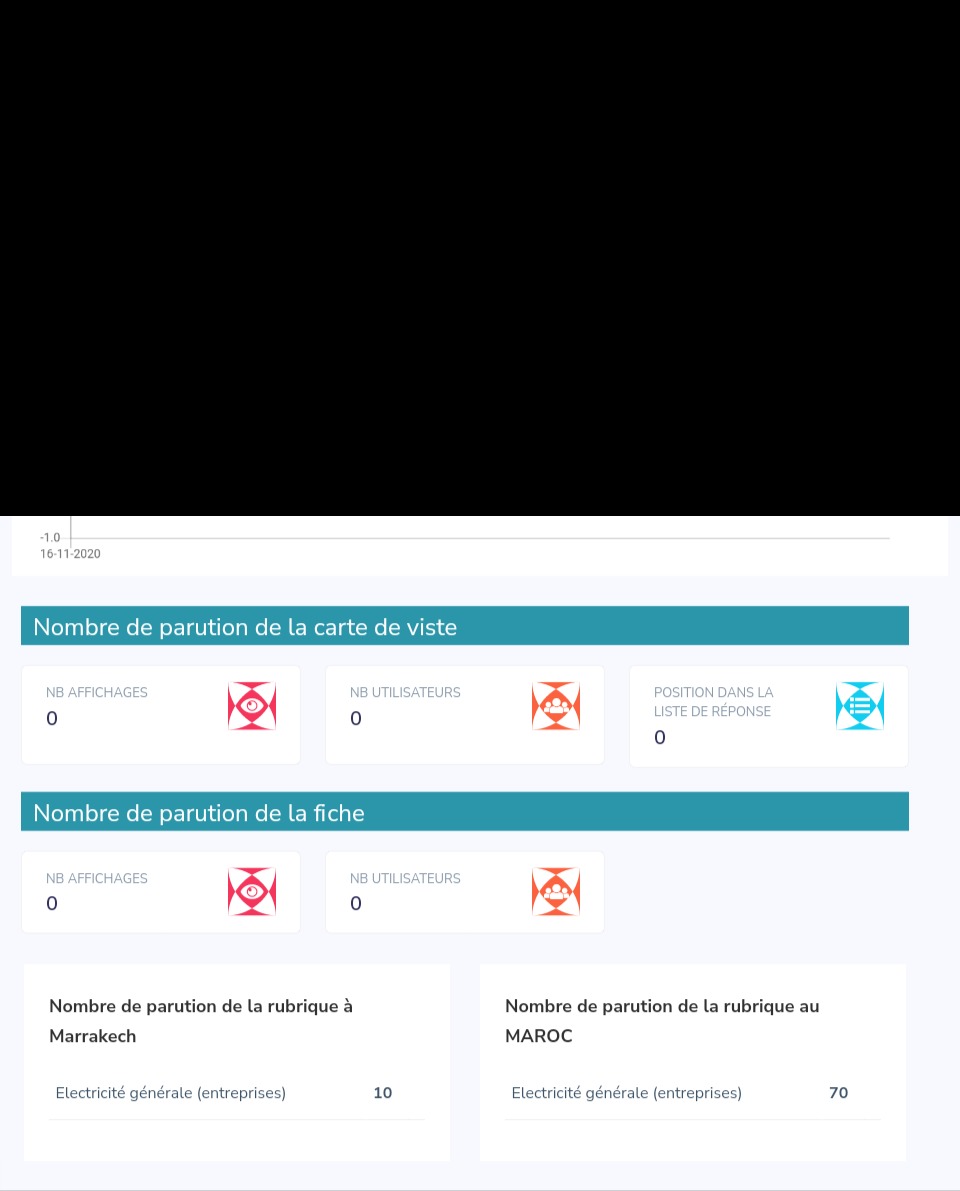 -1.0
16-11-2020
Nombre de parution de la carte de viste
NB AFFICHAGES
0
NB UTILISATEURS
0
POSITION DANS LA
LISTE DE RÉPONSE
0
Nombre de parution de la fiche
NB AFFICHAGES
0
NB UTILISATEURS
0
Nombre de parution de la rubrique à
Marrakech
Electricité générale (entreprises) 10
Nombre de parution de la rubrique au
MAROC
Electricité générale (entreprises) 70